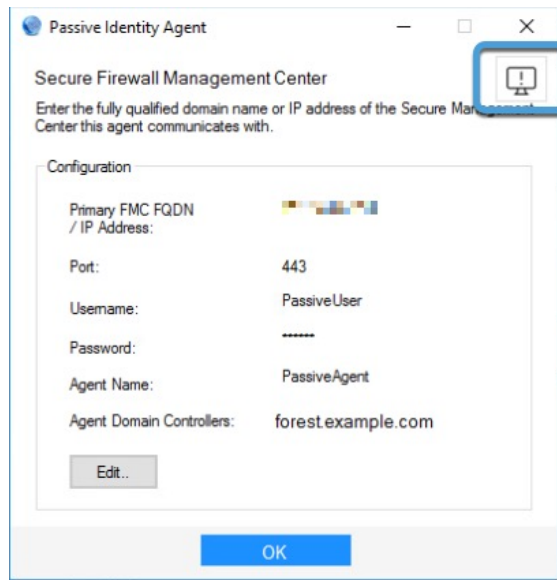 Passive Identity Agent
Secure Firewall Management Center
Enter the fully qualified domain name or IP address of the Secure Management
Center this agent communicates with.
Configuration
Primary FMC FQDN
/ IP Address:
Port: 443
Username: PassiveUser
Password: ••••••
Agent Name: PassiveAgent
Agent Domain Controllers: forest.example.com
Edit..
OK